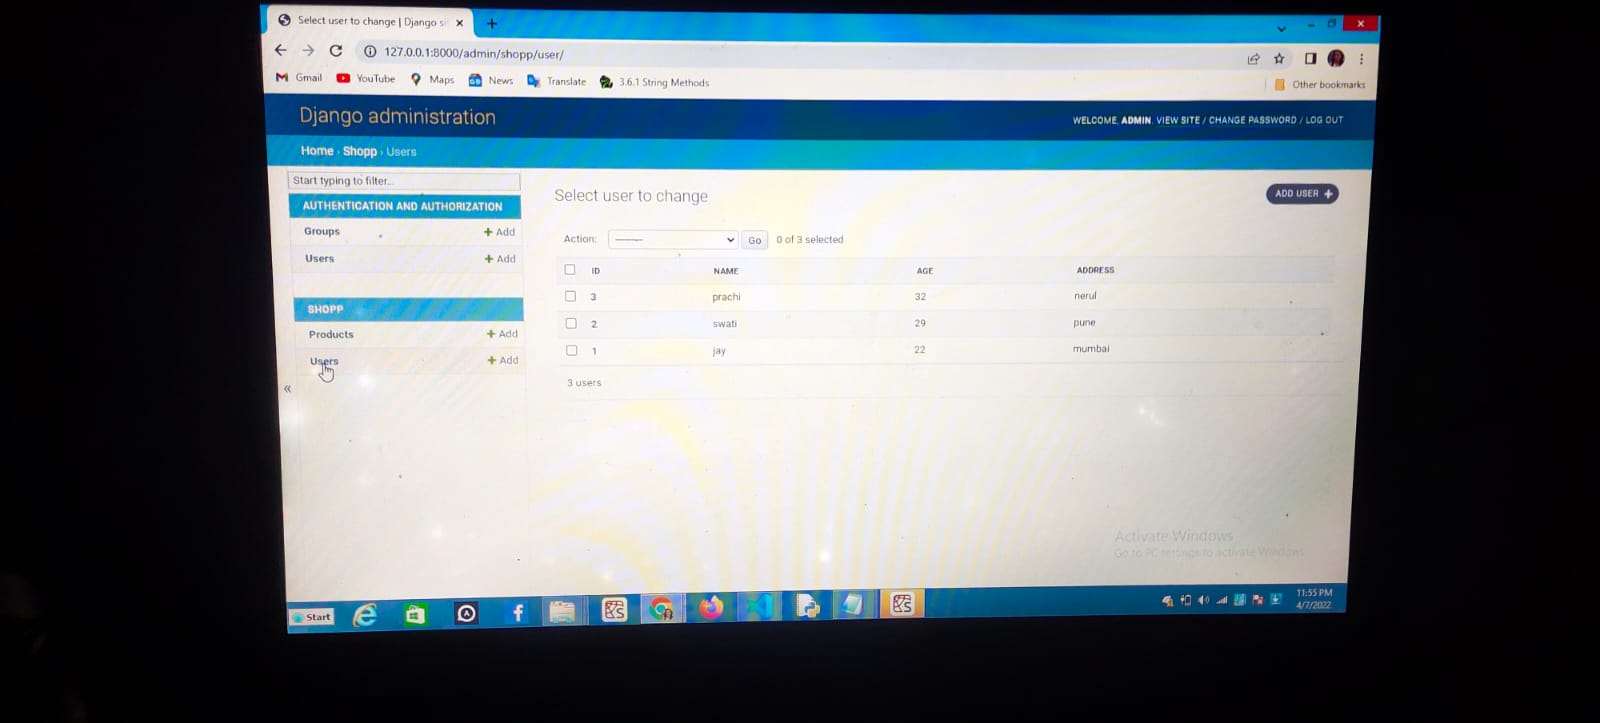 Select user to change | Django si
127.0.0.1:8000/admin/shopp/user/
Gmail YouTube Maps News Translate 3.6.1 String Methods Other bookmarks
Django administration
WELCOME, ADMIN. VIEW SITE / CHANGE PASSWORD / LOG OUT
Home › Shopp › Users
Start typing to filter...
AUTHENTICATION AND AUTHORIZATION
Groups + Add
Users + Add
SHOPP
Products + Add
Users + Add
«
Select user to change
ADD USER +
Action: --------- Go 0 of 3 selected
ID NAME AGE ADDRESS
3 prachi 32 nerul
2 swati 29 pune
1 jay 22 mumbai
3 users
Activate Windows
Go to PC settings to activate Windows.
Start
11:55 PM
4/7/2022